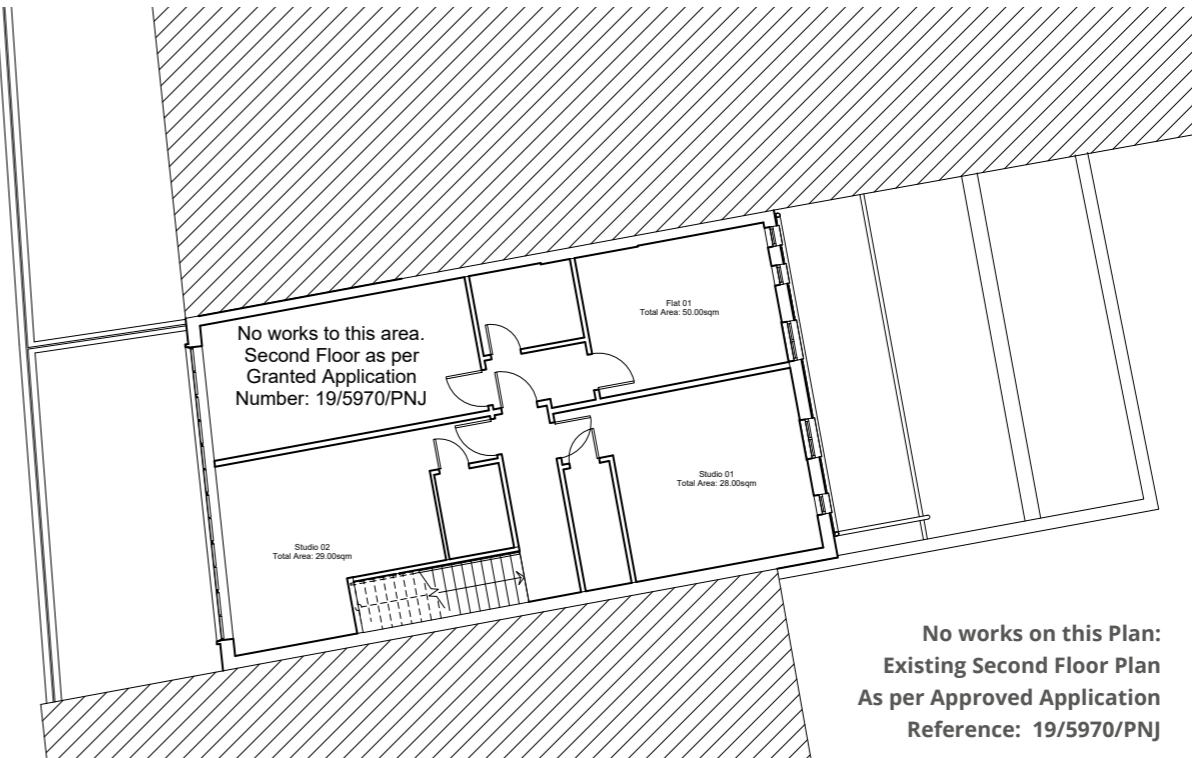 No works to this area.
Second Floor as per
Granted Application
Number: 19/5970/PNJ
Flat 01
Total Area: 50.00sqm
Studio 01
Total Area: 28.00sqm
Studio 02
Total Area: 29.00sqm
No works on this Plan:
Existing Second Floor Plan
As per Approved Application
Reference: 19/5970/PNJ